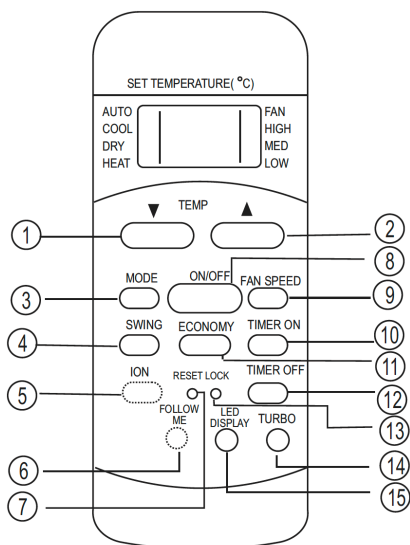 SET TEMPERATURE(°C)
AUTO
COOL
DRY
HEAT
FAN
HIGH
MED
LOW
▼ TEMP ▲
1
2
8
MODE
ON/OFF
FAN SPEED
3
9
SWING
ECONOMY
TIMER ON
4
10
11
ION
RESET LOCK
TIMER OFF
5
12
FOLLOW
ME
LED
DISPLAY
TURBO
13
6
14
7
15